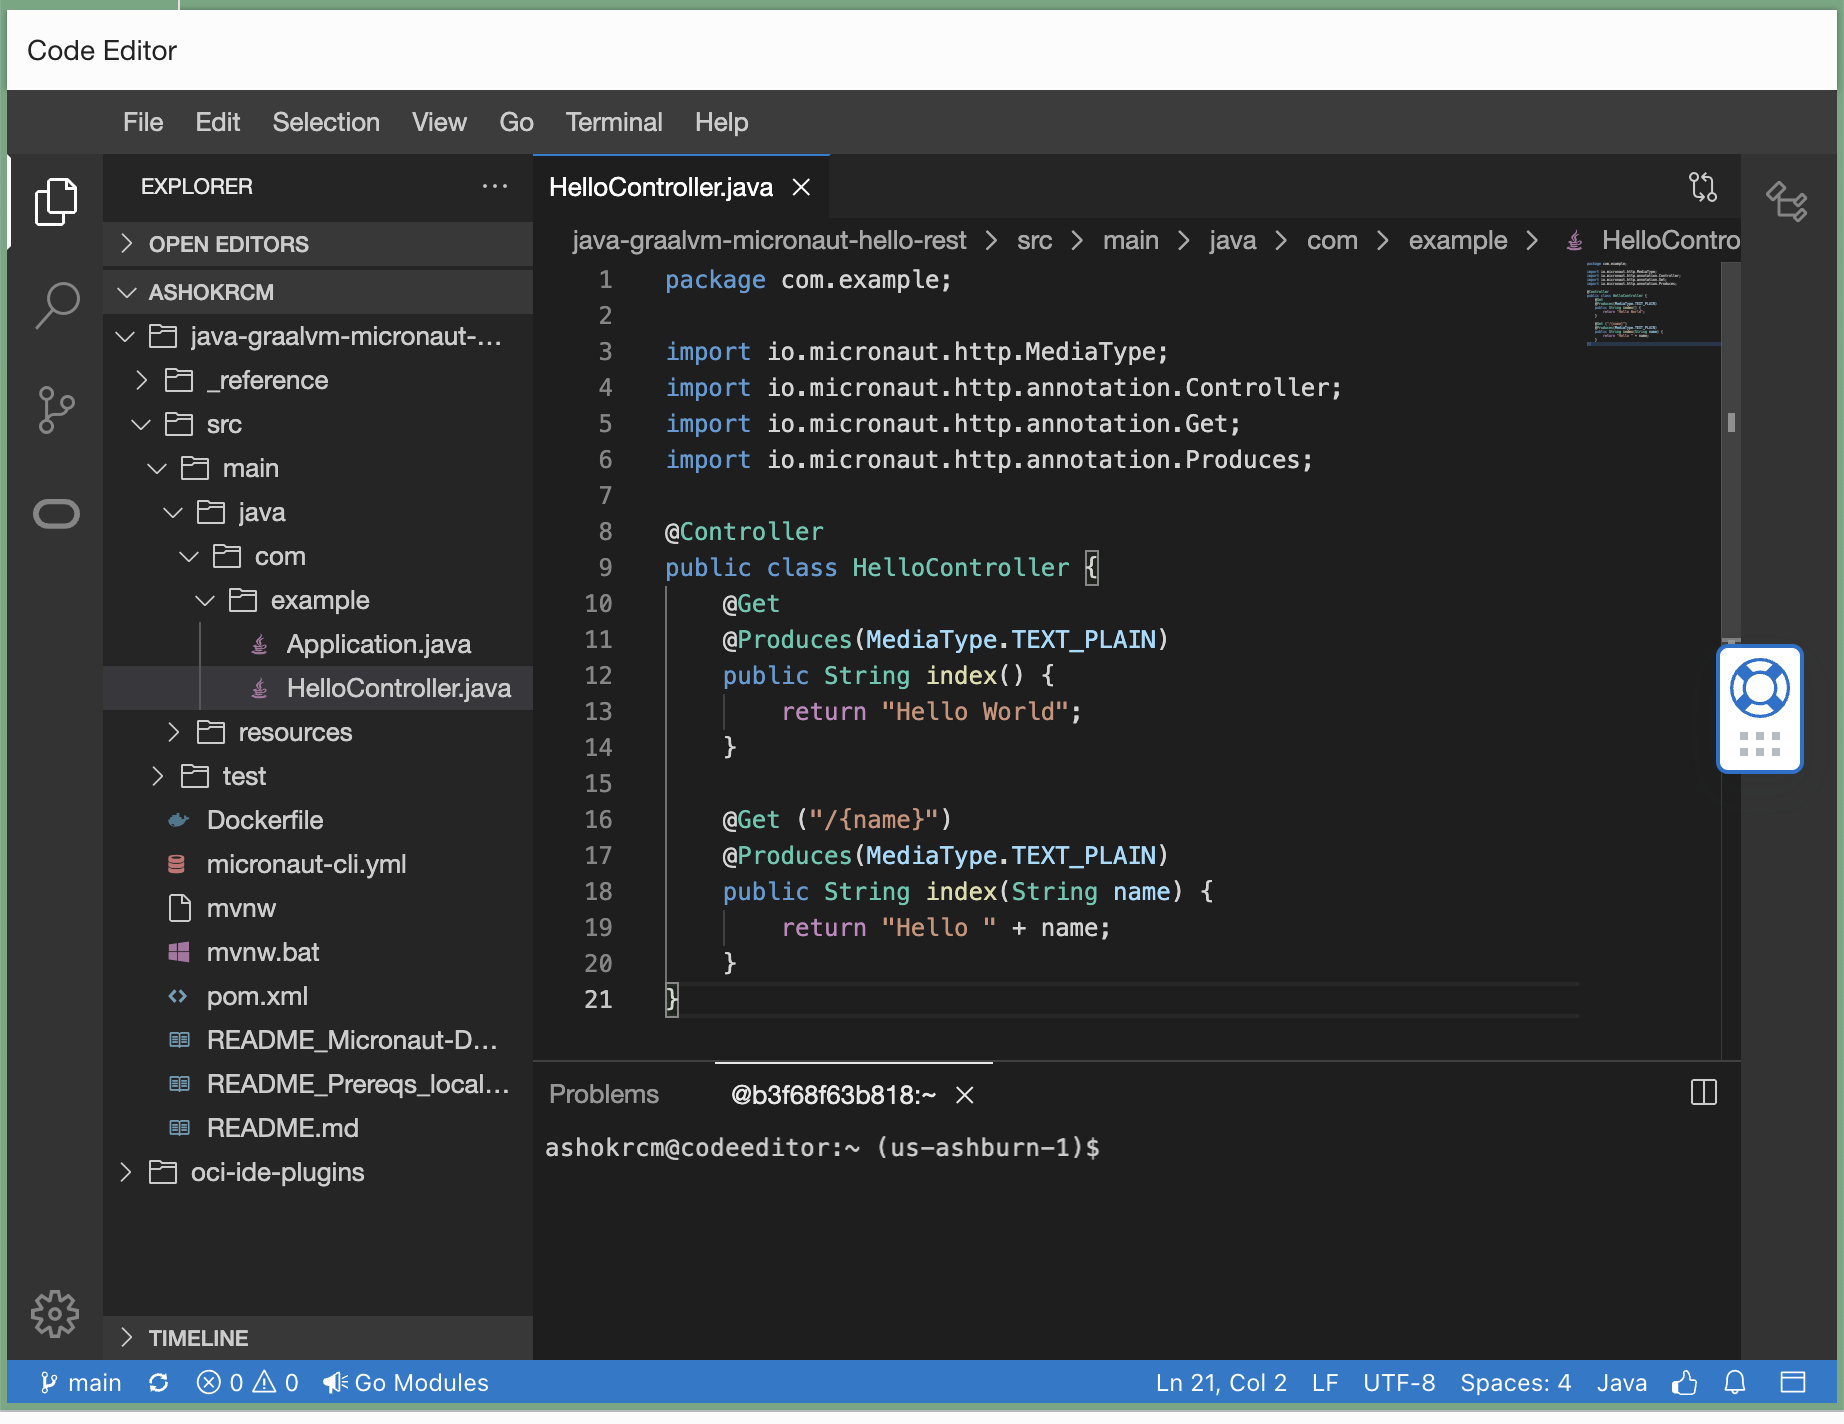 Code Editor
File Edit Selection View Go Terminal Help
EXPLORER
OPEN EDITORS
ASHOKRCM
java-graalvm-micronaut-...
_reference
src
main
java
com
example
Application.java
HelloController.java
resources
test
Dockerfile
micronaut-cli.yml
mvnw
mvnw.bat
pom.xml
README_Micronaut-D...
README_Prereqs_local...
README.md
oci-ide-plugins
TIMELINE
HelloController.java
java-graalvm-micronaut-hello-rest > src > main > java > com > example > HelloContro
1 package com.example;
2
3 import io.micronaut.http.MediaType;
4 import io.micronaut.http.annotation.Controller;
5 import io.micronaut.http.annotation.Get;
6 import io.micronaut.http.annotation.Produces;
7
8 @Controller
9 public class HelloController {
10 @Get
11 @Produces(MediaType.TEXT_PLAIN)
12 public String index() {
13 return "Hello World";
14 }
15
16 @Get ("/{name}")
17 @Produces(MediaType.TEXT_PLAIN)
18 public String index(String name) {
19 return "Hello " + name;
20 }
21 }
Problems @b3f68f63b818:~
ashokrcm@codeeditor:~ (us-ashburn-1)$
main 0 0 Go Modules Ln 21, Col 2 LF UTF-8 Spaces: 4 Java